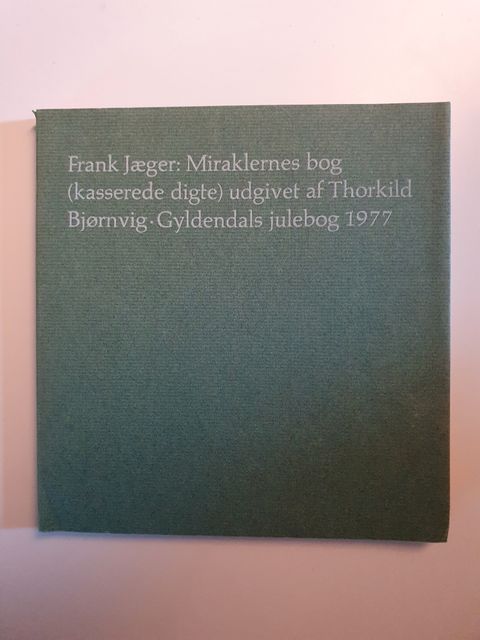 Frank Jæger: Miraklernes bog
(kasserede digte) udgivet af Thorkild
Bjørnvig · Gyldendals julebog 1977